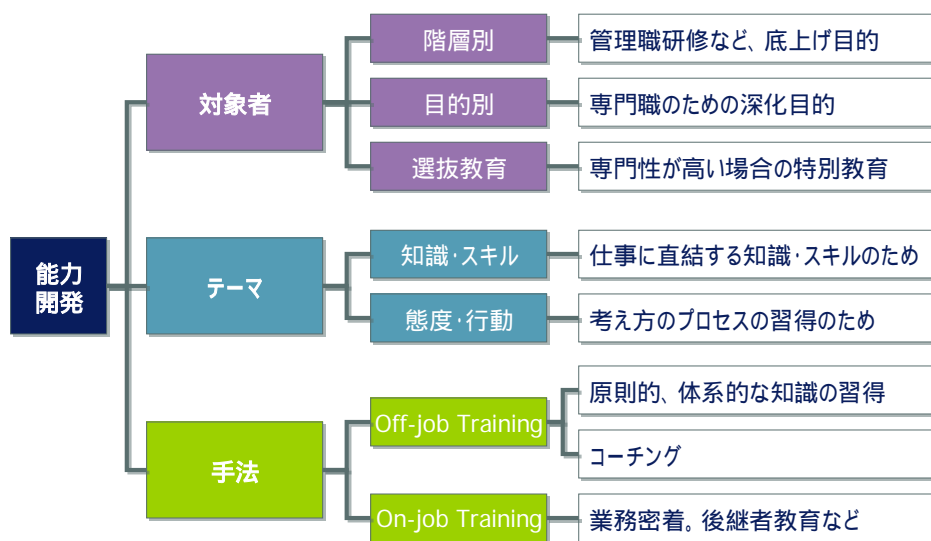 階層別
管理職研修など、底上げ目的
対象者
目的別
専門職のための深化目的
選抜教育
専門性が高い場合の特別教育
能力
開発
テーマ
知識・スキル
仕事に直結する知識・スキルのため
態度・行動
考え方のプロセスの習得のため
手法
Off-job Training
原則的、体系的な知識の習得
コーチング
On-job Training
業務密着。後継者教育など